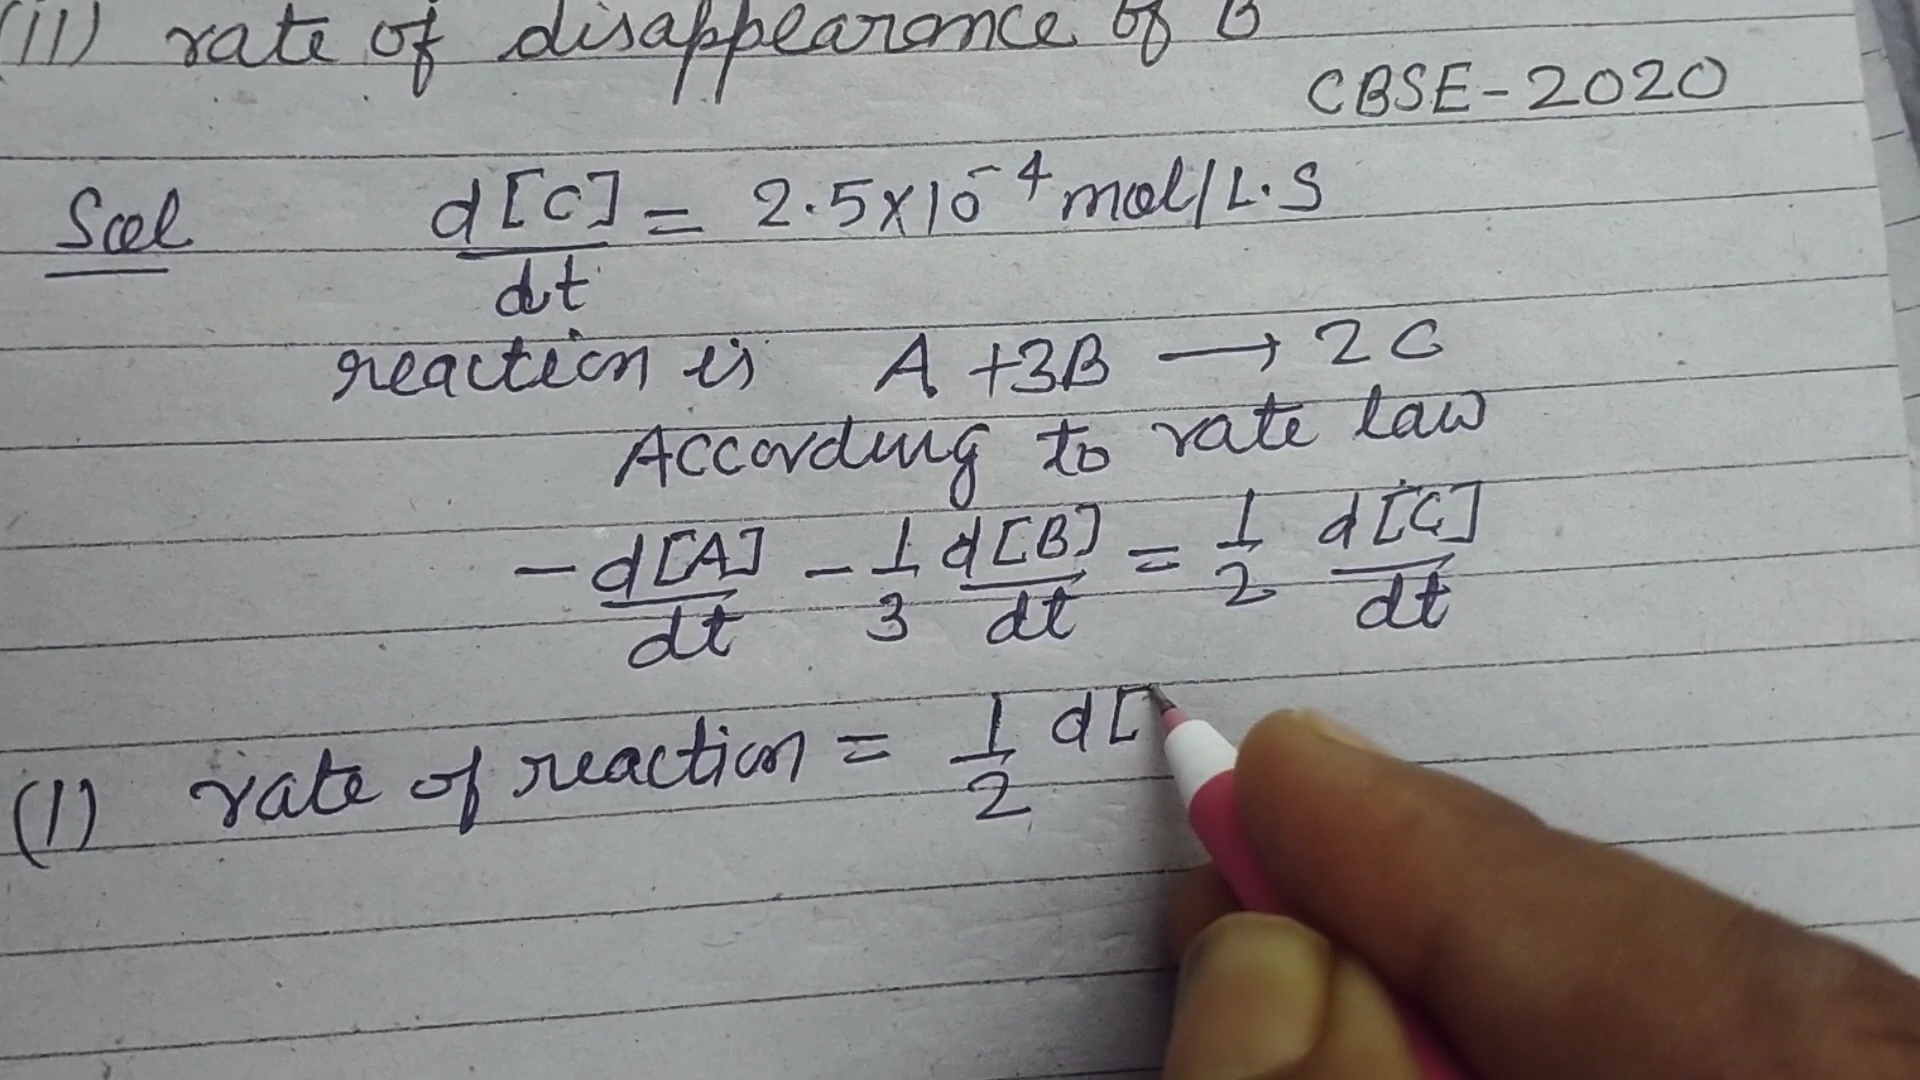 (II) rate of disappearance of B
CBSE-2020
Sol d[C]/dt = 2.5×10⁻⁴ mol/L.S
reaction is A +3B → 2C
According to rate law
-d[A]/dt - 1/3 d[B]/dt = 1/2 d[C]/dt
(I) rate of reaction = 1/2 d[